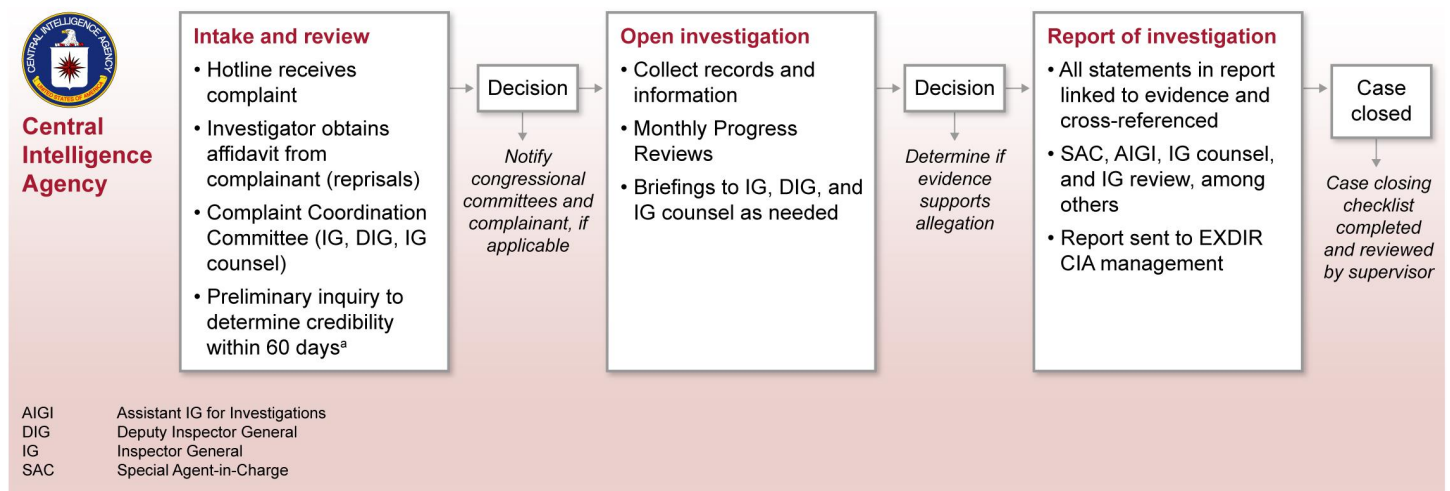 CENTRAL INTELLIGENCE AGENCY
UNITED STATES OF AMERICA
Central
Intelligence
Agency
Intake and review
• Hotline receives
complaint
• Investigator obtains
affidavit from
complainant (reprisals)
• Complaint Coordination
Committee (IG, DIG, IG
counsel)
• Preliminary inquiry to
determine credibility
within 60 daysᵃ
Decision
Notify
congressional
committees and
complainant, if
applicable
Open investigation
• Collect records and
information
• Monthly Progress
Reviews
• Briefings to IG, DIG, and
IG counsel as needed
Decision
Determine if
evidence
supports
allegation
Report of investigation
• All statements in report
linked to evidence and
cross-referenced
• SAC, AIGI, IG counsel,
and IG review, among
others
• Report sent to EXDIR
CIA management
Case
closed
Case closing
checklist
completed
and reviewed
by supervisor
AIGI Assistant IG for Investigations
DIG Deputy Inspector General
IG Inspector General
SAC Special Agent-in-Charge